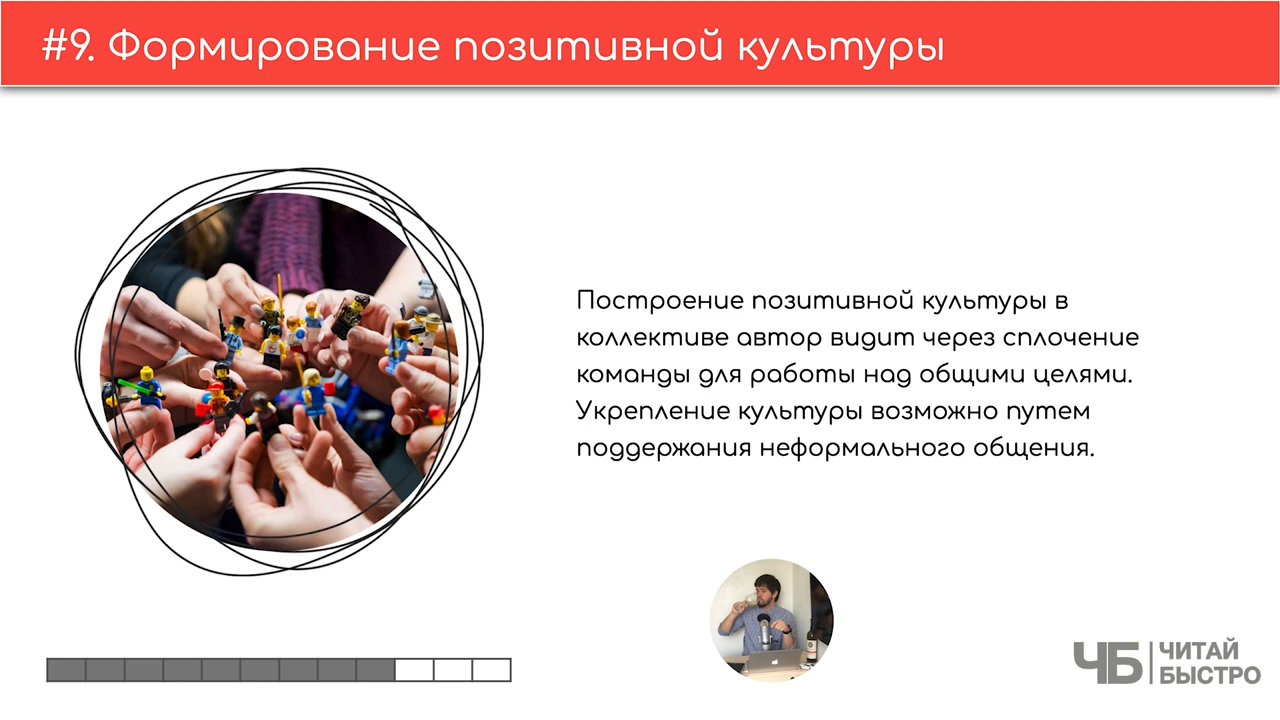 #9. Формирование позитивной культуры
Построение позитивной культуры в
коллективе автор видит через сплочение
команды для работы над общими целями.
Укрепление культуры возможно путем
поддержания неформального общения.
ЧБ
ЧИТАЙ
БЫСТРО